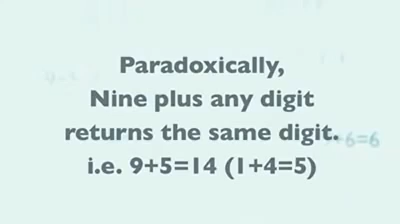 Paradoxically,
Nine plus any digit
returns the same digit.
i.e. 9+5=14 (1+4=5)